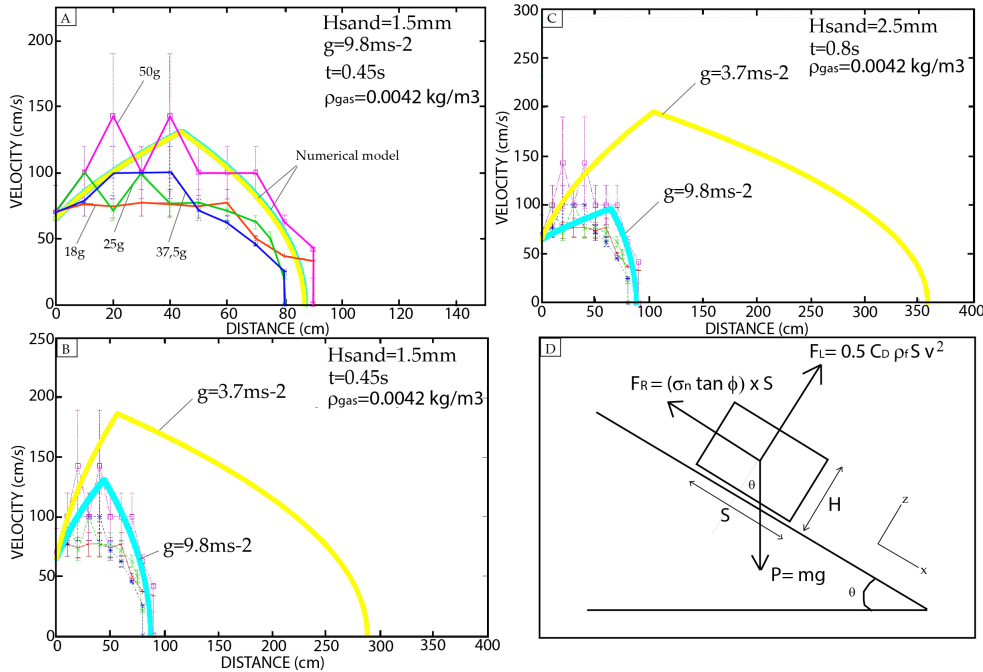 A
Hsand=1.5mm
g=9.8ms-2
t=0.45s
ρgas=0.0042 kg/m3
50g
Numerical model
18g
25g
37,5g
VELOCITY (cm/s)
200
150
100
50
0
0 20 40 60 80 100 120 140
DISTANCE (cm)
C
Hsand=2.5mm
t=0.8s
ρgas=0.0042 kg/m3
g=3.7ms-2
g=9.8ms-2
VELOCITY (cm/s)
300
250
200
150
100
50
0
0 50 100 150 200 250 300 350 400
DISTANCE (cm)
B
Hsand=1.5mm
t=0.45s
ρgas=0.0042 kg/m3
g=3.7ms-2
g=9.8ms-2
VELOCITY (cm/s)
250
200
150
100
50
0
0 50 100 150 200 250 300 350 400
DISTANCE (cm)
D
FL= 0.5 CD ρf S v2
FR = (σn tan ϕ) x S
θ
S
H
P= mg
z
x
θ